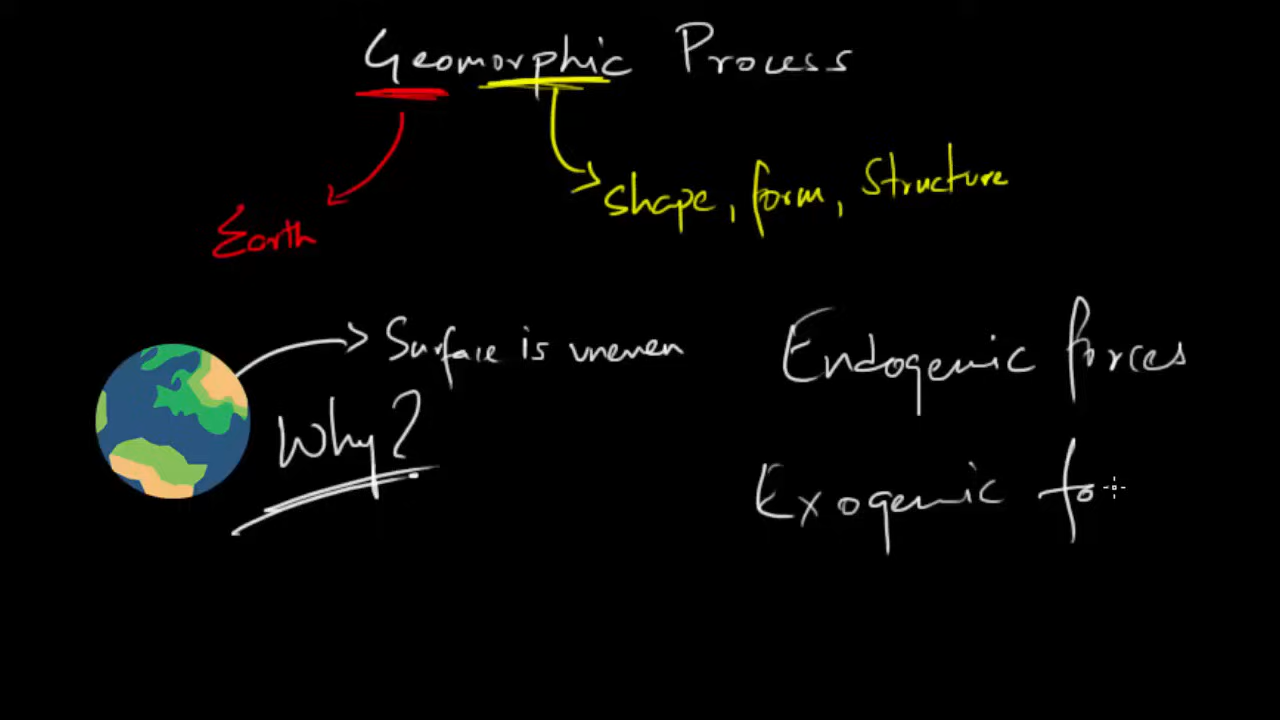 Geomorphic Process
shape, form, Structure
Earth
Surface is uneven
Why?
Endogenic forces
Exogenic fo